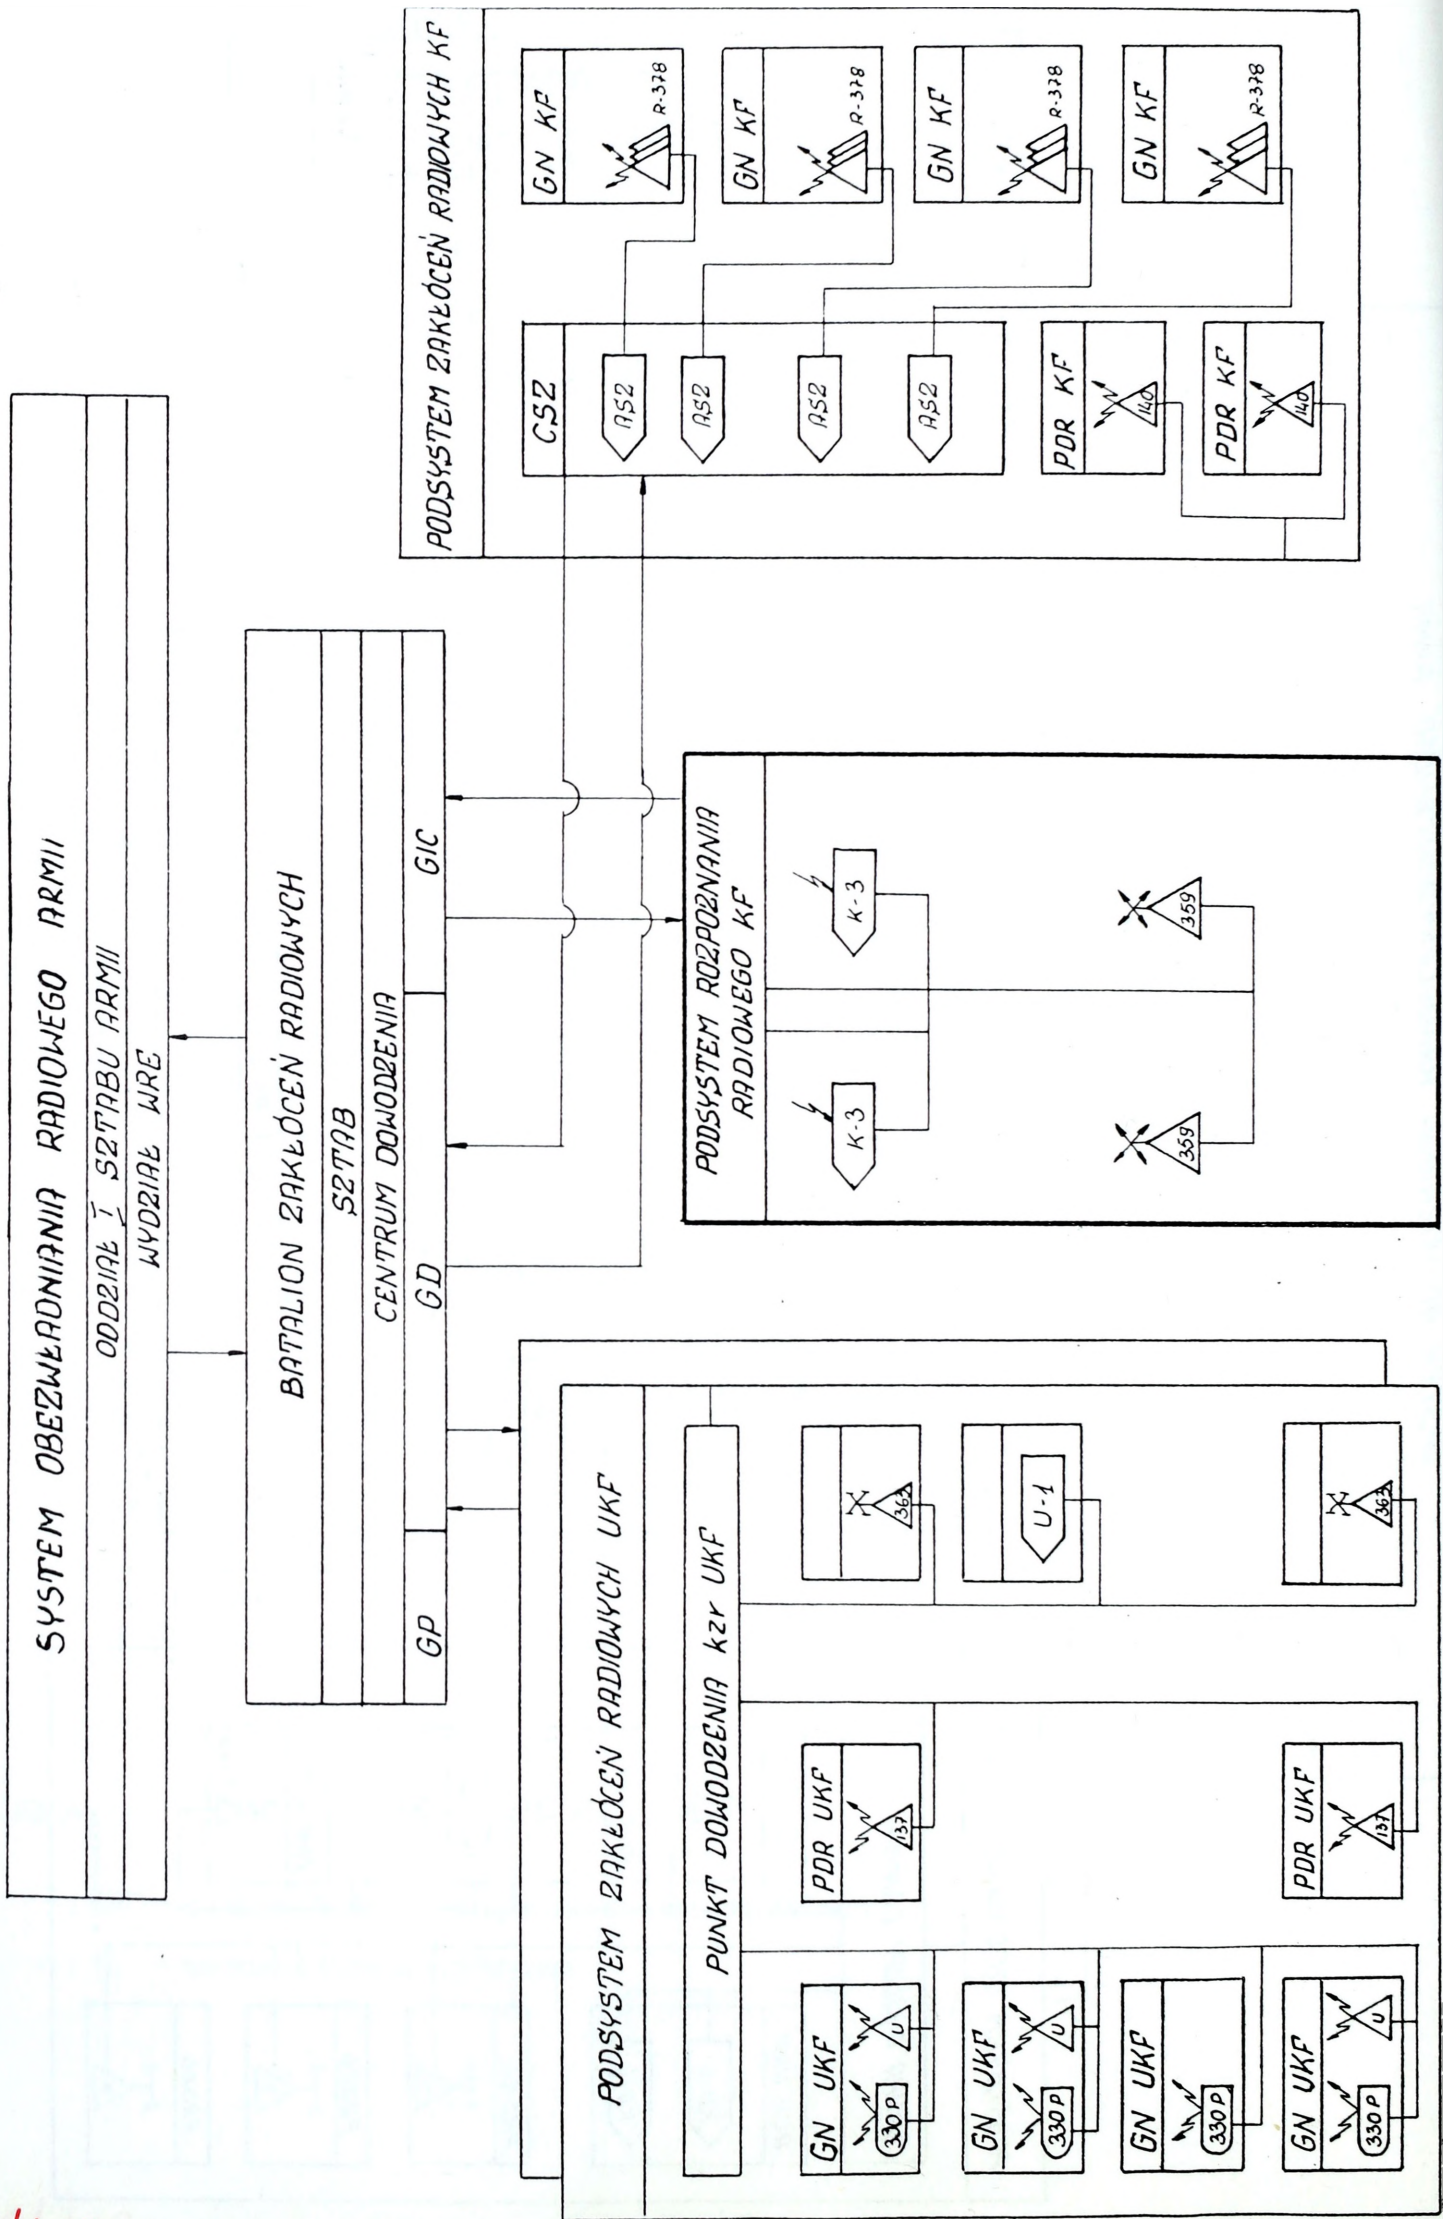 SYSTEM OBEZWŁADNIANIA RADIOWEGO ARMII
ODDZIAŁ I SZTABU ARMII
WYDZIAŁ WRE
BATALION ZAKŁÓCEŃ RADIOWYCH
SZTAB
CENTRUM DOWODZENIA
GP
GD
GIC
PODSYSTEM ZAKŁÓCEŃ RADIOWYCH UKF
PUNKT DOWODZENIA kzr UKF
GN UKF
330P
U
GN UKF
330P
U
GN UKF
330P
GN UKF
330P
U
PDR UKF
137
PDR UKF
137
363
U-1
363
PODSYSTEM ROZPOZNANIA
RADIOWEGO KF
K-3
K-3
359
359
PODSYSTEM ZAKŁÓCEŃ RADIOWYCH KF
CSZ
ASZ
ASZ
ASZ
ASZ
GN KF
R-378
GN KF
R-378
GN KF
R-378
GN KF
R-378
PDR KF
140
PDR KF
140